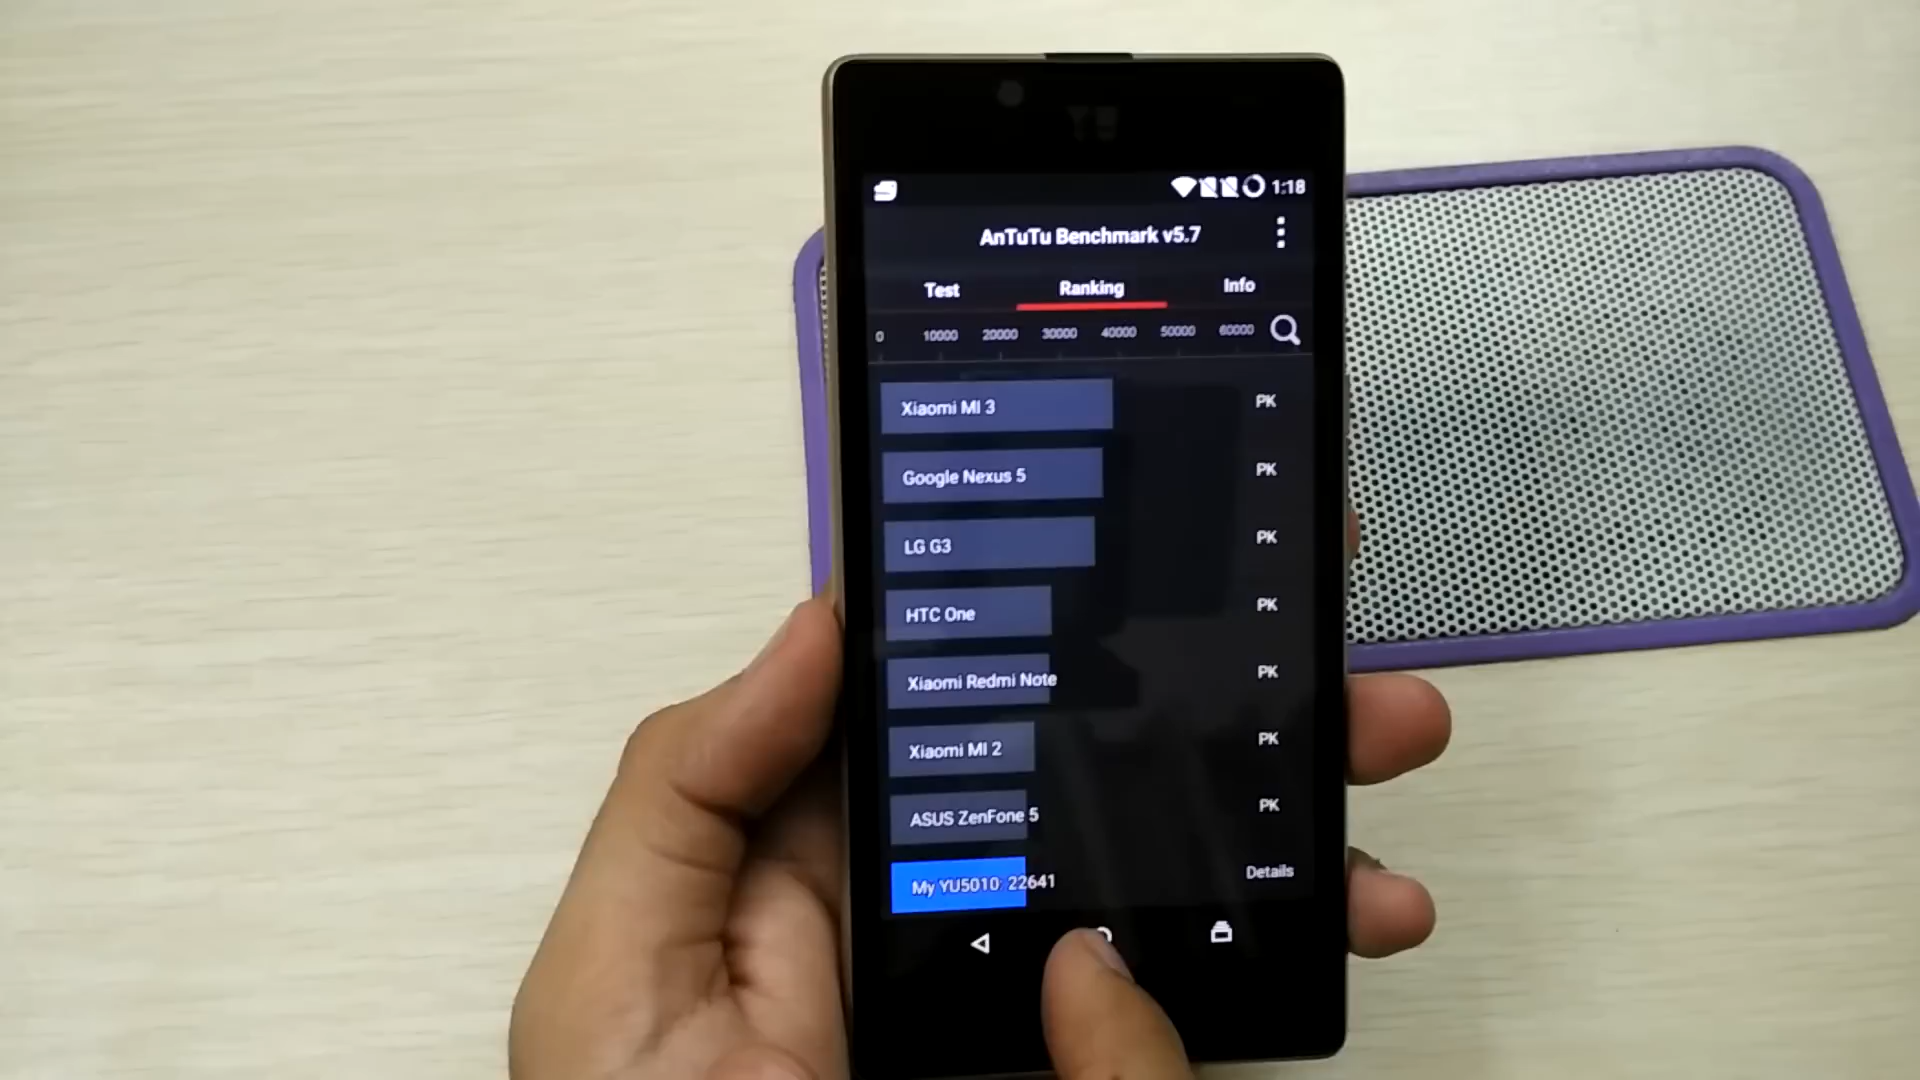 YU
1:18
AnTuTu Benchmark v5.7
Test Ranking Info
0 10000 20000 30000 40000 50000 60000
Xiaomi MI 3 PK
Google Nexus 5 PK
LG G3 PK
HTC One PK
Xiaomi Redmi Note PK
Xiaomi MI 2 PK
ASUS ZenFone 5 PK
My YU5010: 22641 Details